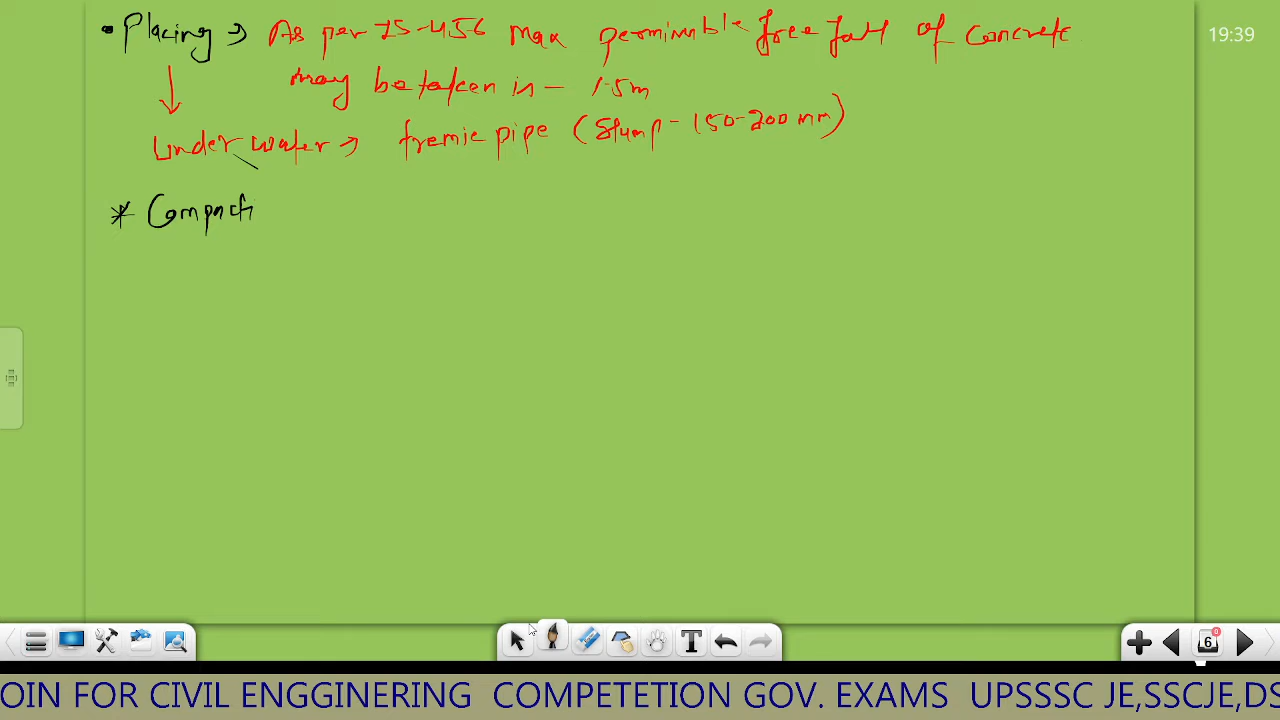 • Placing → As per IS-456 max permissible free fall of concrete
19:39
may be taken is - 1.5m
Under water → tremie pipe (Slump - 150-200 mm)
* Compacti
T
6
OIN FOR CIVIL ENGGINERING COMPETETION GOV. EXAMS UPSSSC JE,SSCJE,DS